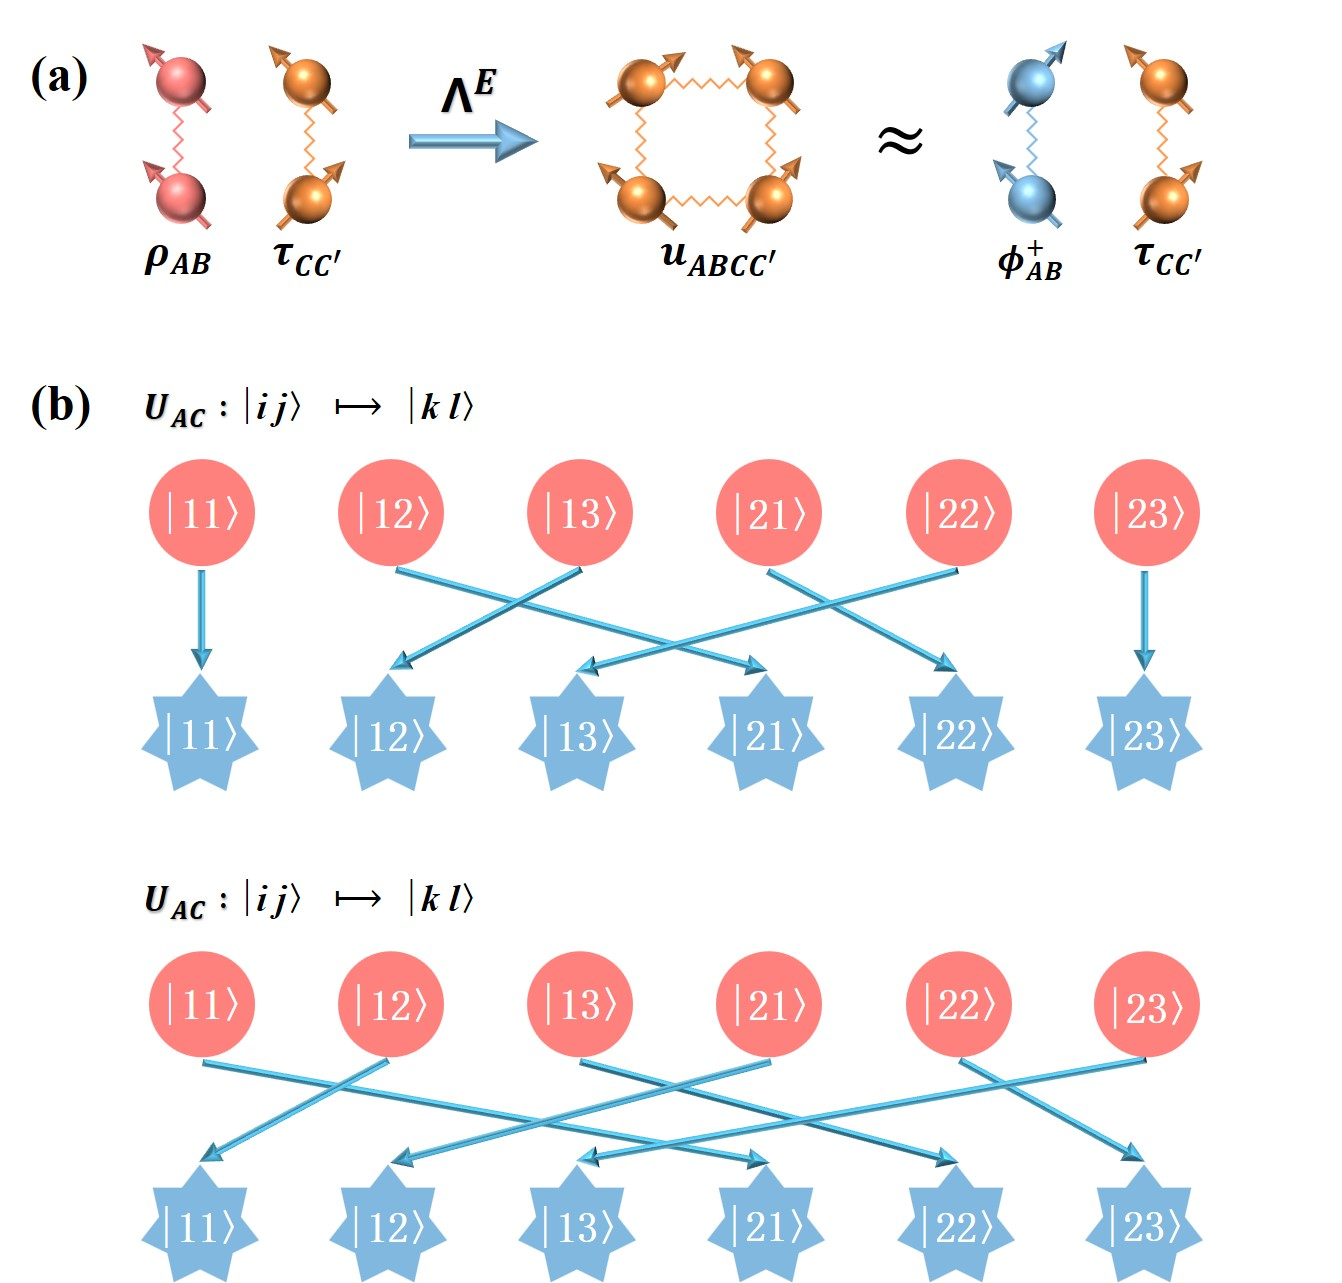 (a)
Λ^E
≈
ρ_AB τ_CC′ u_ABCC′ ϕ^+_AB τ_CC′
(b) U_AC : |i j⟩ ⟼ |k l⟩
|11⟩ |12⟩ |13⟩ |21⟩ |22⟩ |23⟩
|11⟩ |12⟩ |13⟩ |21⟩ |22⟩ |23⟩
U_AC : |i j⟩ ⟼ |k l⟩
|11⟩ |12⟩ |13⟩ |21⟩ |22⟩ |23⟩
|11⟩ |12⟩ |13⟩ |21⟩ |22⟩ |23⟩